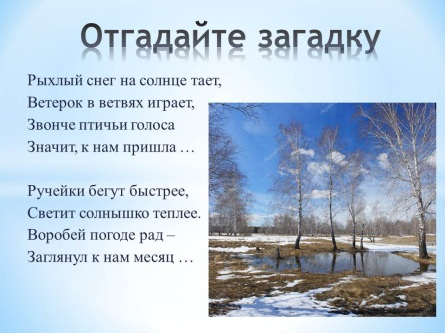 Отгадайте загадку
Рыхлый снег на солнце тает,
Ветерок в ветвях играет,
Звонче птичьи голоса
Значит, к нам пришла …
Ручейки бегут быстрее,
Светит солнышко теплее.
Воробей погоде рад –
Заглянул к нам месяц …